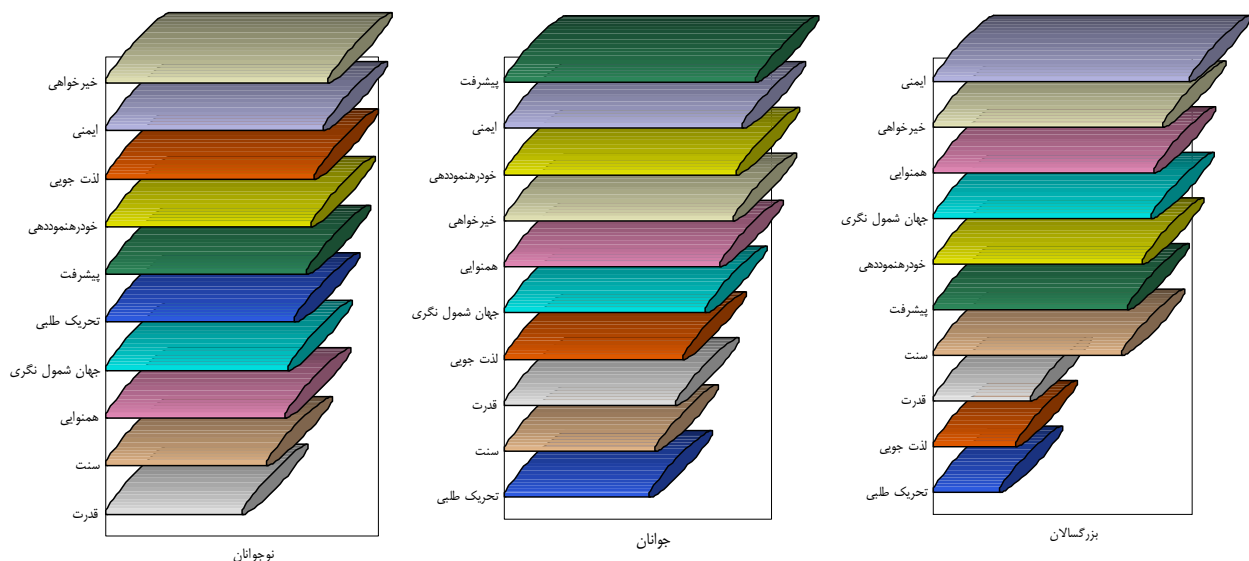 خیرخواهی
ایمنی
لذت جویی
خودرهنموددهی
پیشرفت
تحریک طلبی
جهان شمول نگری
همنوایی
سنت
قدرت
نوجوانان
پیشرفت
ایمنی
خودرهنموددهی
خیرخواهی
همنوایی
جهان شمول نگری
لذت جویی
قدرت
سنت
تحریک طلبی
جوانان
ایمنی
خیرخواهی
همنوایی
جهان شمول نگری
خودرهنموددهی
پیشرفت
سنت
قدرت
لذت جویی
تحریک طلبی
بزرگسالان